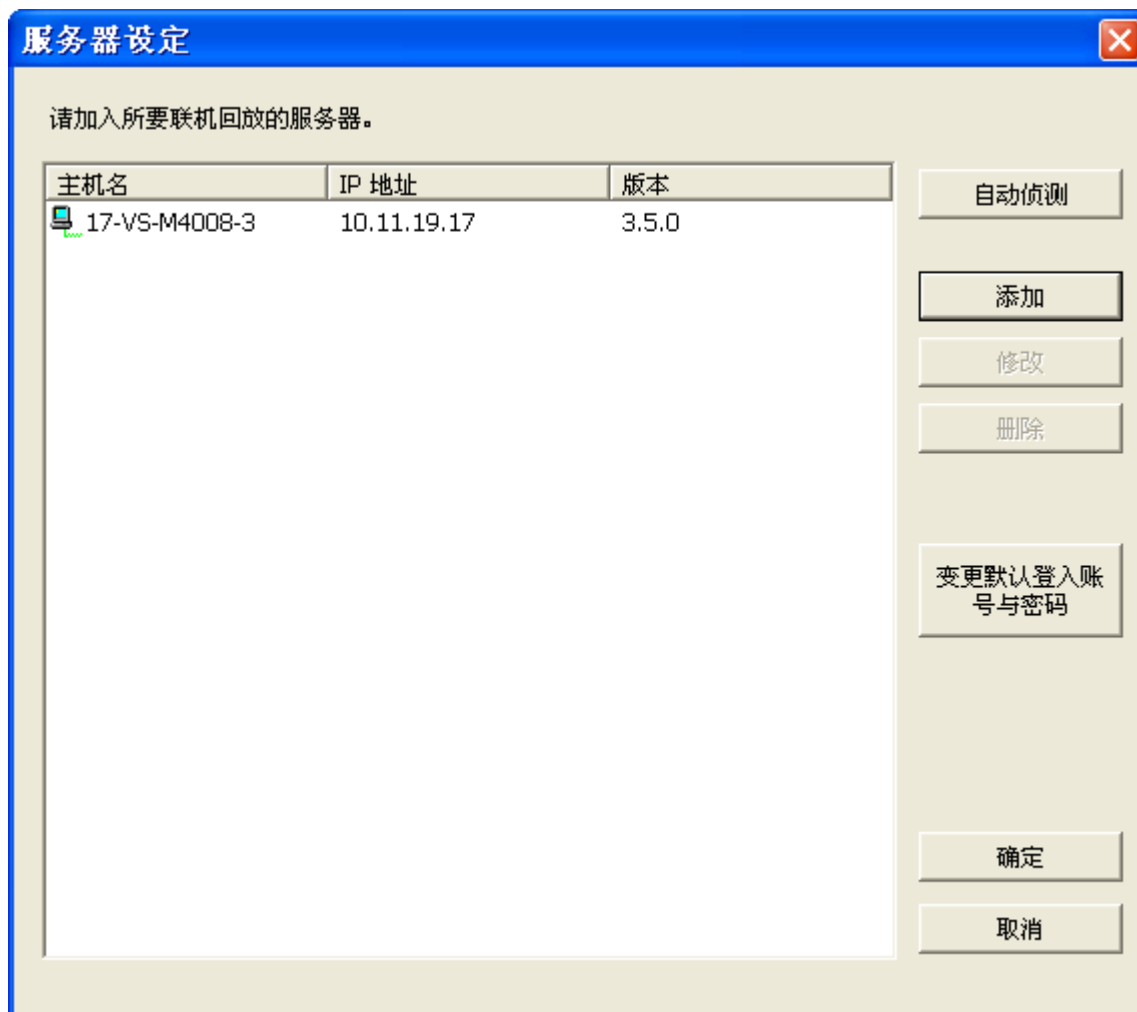 服务器设定
请加入所要联机回放的服务器。
主机名 IP 地址 版本
17-VS-M4008-3 10.11.19.17 3.5.0
自动侦测
添加
修改
删除
变更默认登入账
号与密码
确定
取消